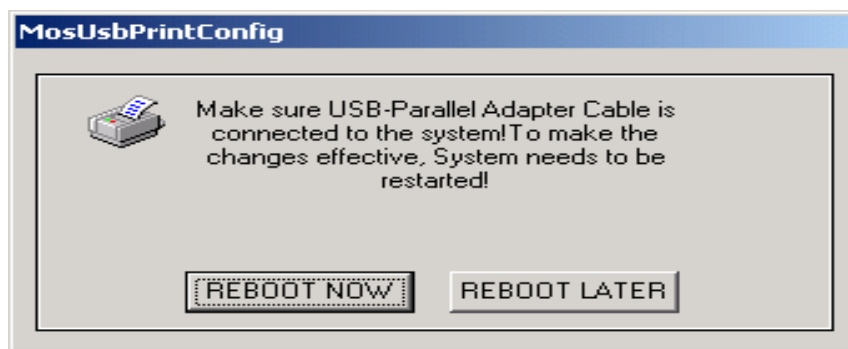 MosUsbPrintConfig
Make sure USB-Parallel Adapter Cable is
connected to the system!To make the
changes effective, System needs to be
restarted!
REBOOT NOW REBOOT LATER